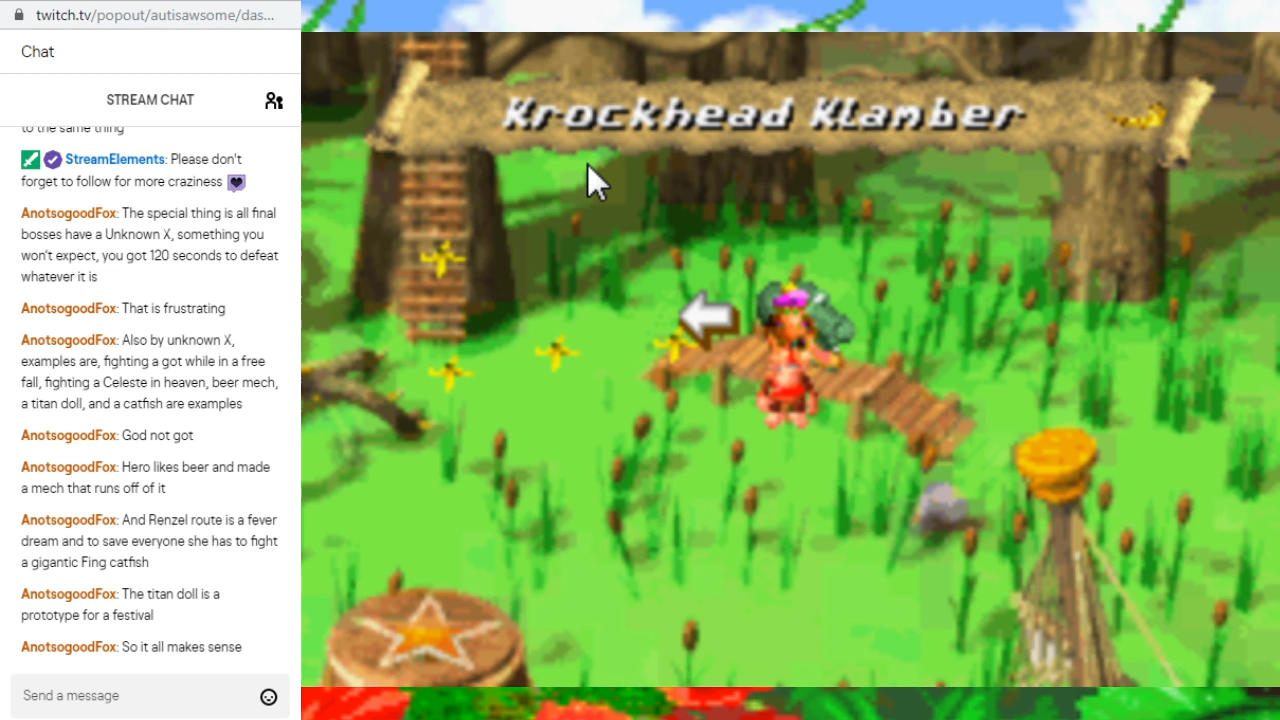 twitch.tv/popout/autisawsome/das...
Chat
STREAM CHAT
to the same thing
StreamElements: Please don't
forget to follow for more craziness
AnotsogoodFox: The special thing is all final
bosses have a Unknown X, something you
won't expect, you got 120 seconds to defeat
whatever it is
AnotsogoodFox: That is frustrating
AnotsogoodFox: Also by unknown X,
examples are, fighting a got while in a free
fall, fighting a Celeste in heaven, beer mech,
a titan doll, and a catfish are examples
AnotsogoodFox: God not got
AnotsogoodFox: Hero likes beer and made
a mech that runs off of it
AnotsogoodFox: And Renzel route is a fever
dream and to save everyone she has to fight
a gigantic Fing catfish
AnotsogoodFox: The titan doll is a
prototype for a festival
AnotsogoodFox: So it all makes sense
Send a message
Krockhead Klamber